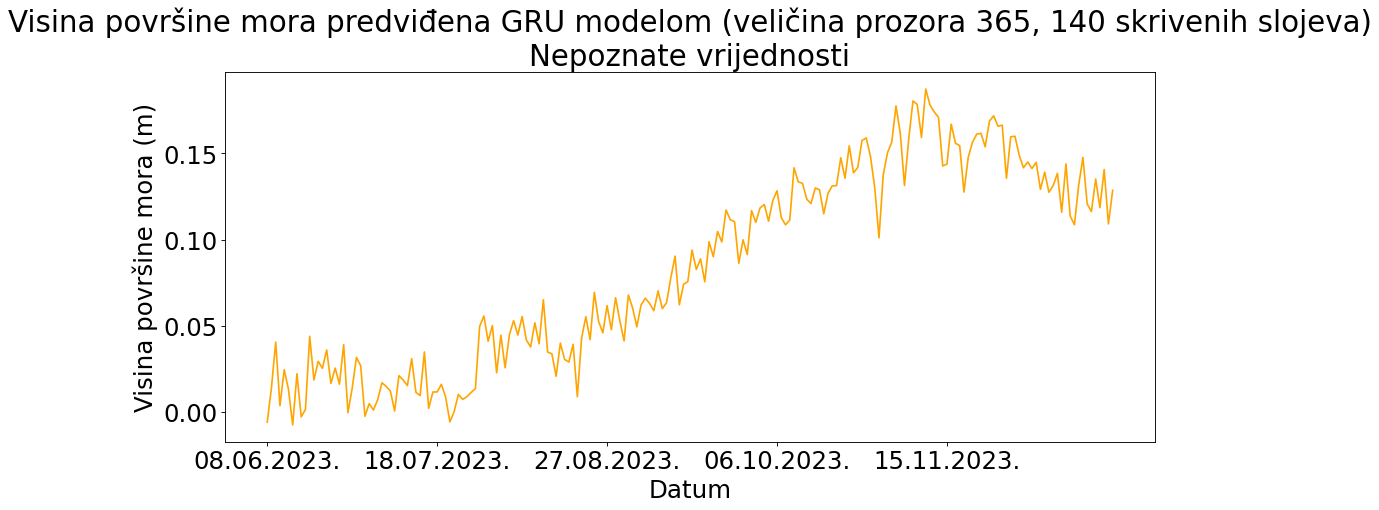 Visina površine mora predviđena GRU modelom (veličina prozora 365, 140 skrivenih slojeva)
Nepoznate vrijednosti
Visina površine mora (m)
0.15
0.10
0.05
0.00
08.06.2023. 18.07.2023. 27.08.2023. 06.10.2023. 15.11.2023.
Datum